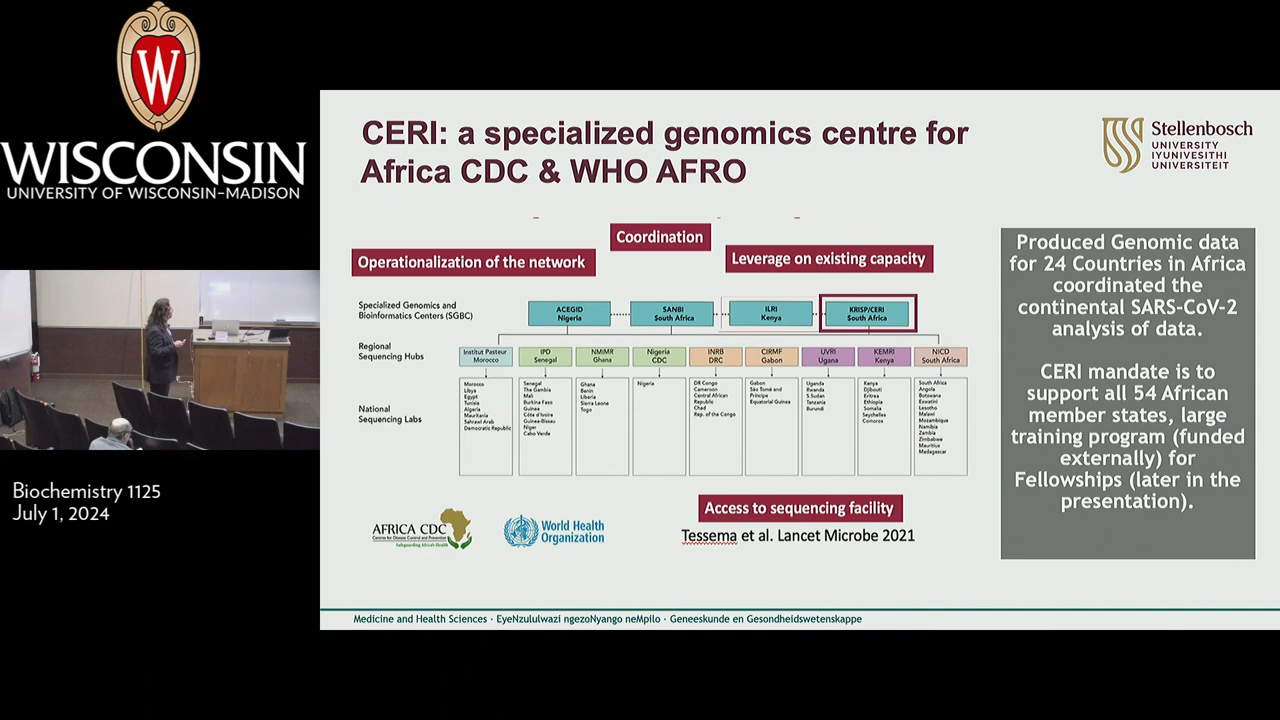 W
WISCONSIN
UNIVERSITY OF WISCONSIN–MADISON
Biochemistry 1125
July 1, 2024
CERI: a specialized genomics centre for
Africa CDC & WHO AFRO
Stellenbosch
UNIVERSITY
IYUNIVESITHI
UNIVERSITEIT
Coordination
Operationalization of the network
Leverage on existing capacity
Specialized Genomics and
Bioinformatics Centers (SGBC)
ACEGID
Nigeria
SANBI
South Africa
ILRI
Kenya
KRISP/CERI
South Africa
Regional
Sequencing Hubs
Institut Pasteur
Morocco
IPD
Senegal
NMIMR
Ghana
Nigeria
CDC
INRB
DRC
CIRMF
Gabon
UVRI
Uganda
KEMRI
Kenya
NICD
South Africa
National
Sequencing Labs
Morocco
Libya
Egypt
Tunisia
Algeria
Mauritania
Sahrawi Arab
Democratic Republic
Senegal
The Gambia
Mali
Burkina Faso
Guinea
Côte d'Ivoire
Guinea-Bissau
Niger
Cabo Verde
Ghana
Benin
Liberia
Sierra Leone
Togo
Nigeria
DR Congo
Cameroon
Central African
Republic
Chad
Rep. of the Congo
Gabon
São Tomé and
Príncipe
Equatorial Guinea
Uganda
Rwanda
S.Sudan
Tanzania
Burundi
Kenya
Djibouti
Eritrea
Ethiopia
Somalia
Seychelles
Comoros
South Africa
Angola
Botswana
Eswatini
Lesotho
Malawi
Mozambique
Namibia
Zambia
Zimbabwe
Mauritius
Madagascar
Produced Genomic data
for 24 Countries in Africa
coordinated the
continental SARS-CoV-2
analysis of data.
CERI mandate is to
support all 54 African
member states, large
training program (funded
externally) for
Fellowships (later in the
presentation).
AFRICA CDC
Centres for Disease Control and Prevention
Safeguarding Africa's Health
World Health
Organization
Access to sequencing facility
Tessema et al. Lancet Microbe 2021
Medicine and Health Sciences · EyeNzululwazi ngezoNyango neMpilo · Geneeskunde en Gesondheidswetenskappe